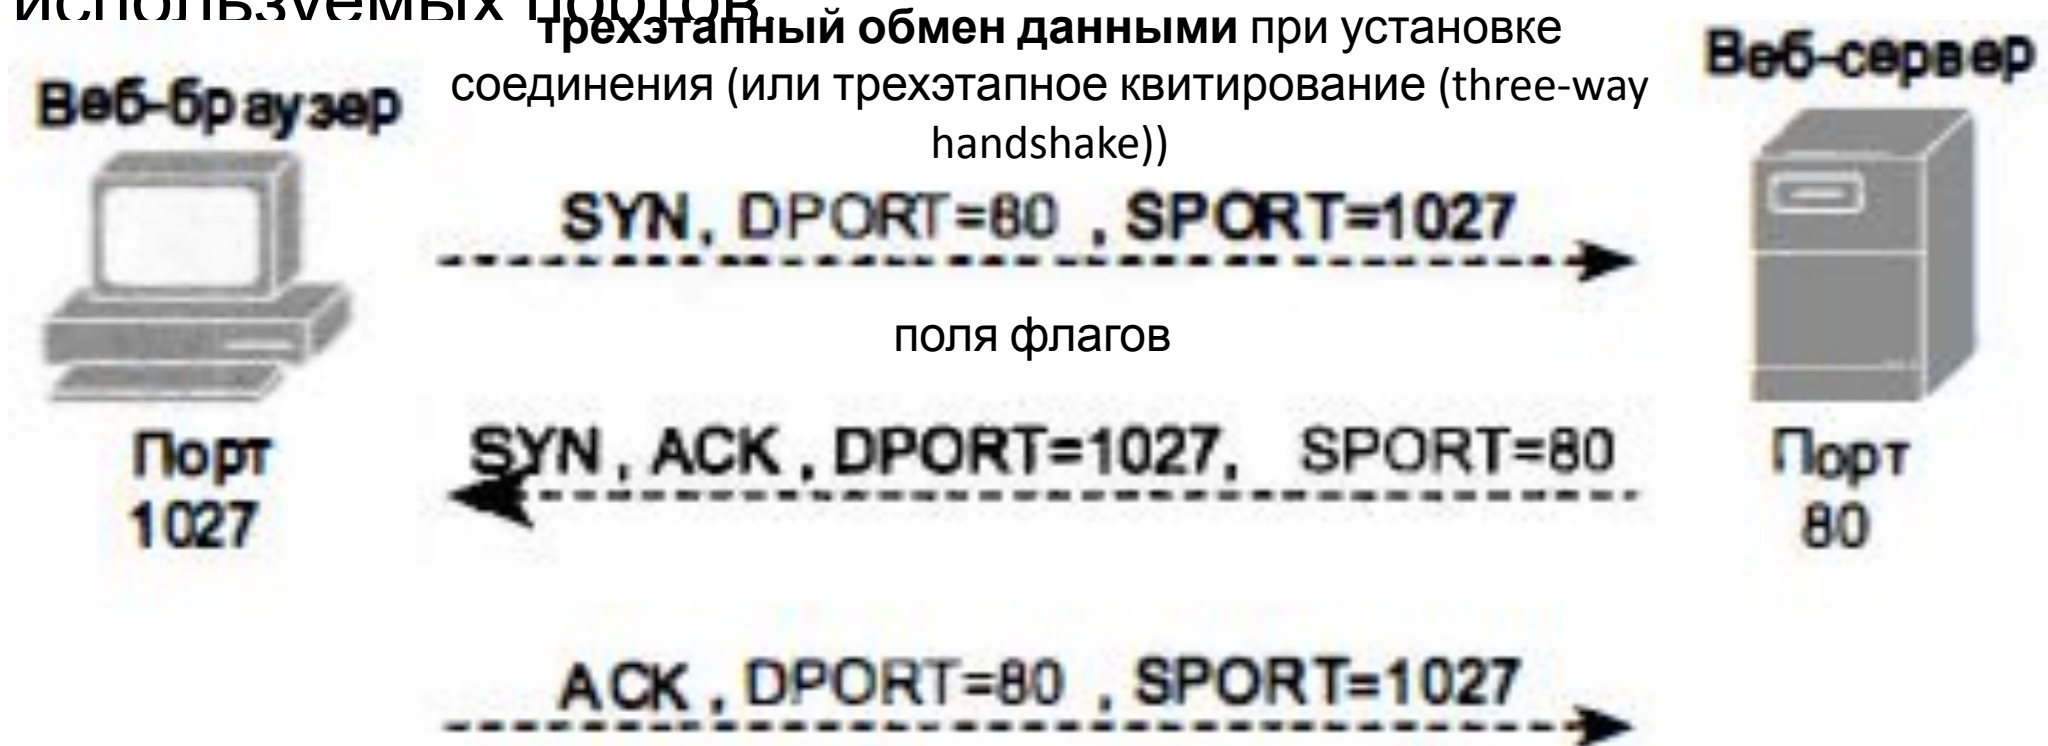 используемых портов.
трехэтапный обмен данными при установке
соединения (или трехэтапное квитирование (three-way
handshake))
Веб-браузер
Веб-сервер
SYN, DPORT=80 , SPORT=1027
поля флагов
SYN , ACK , DPORT=1027, SPORT=80
Порт
1027
Порт
80
ACK , DPORT=80 , SPORT=1027